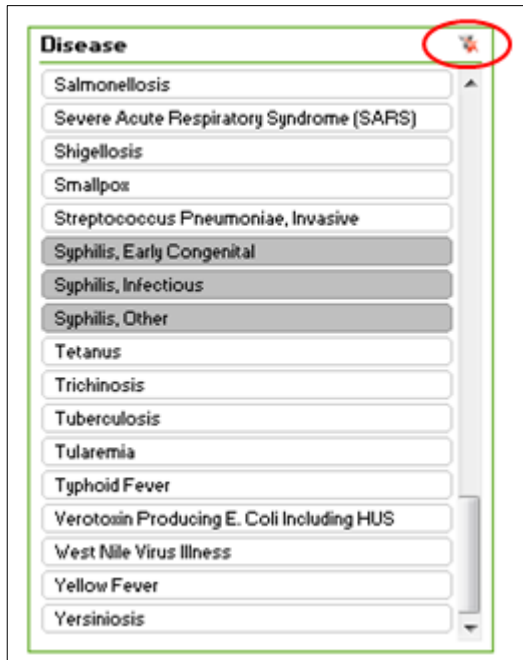 Disease
Salmonellosis
Severe Acute Respiratory Syndrome (SARS)
Shigellosis
Smallpox
Streptococcus Pneumoniae, Invasive
Syphilis, Early Congenital
Syphilis, Infectious
Syphilis, Other
Tetanus
Trichinosis
Tuberculosis
Tularemia
Typhoid Fever
Verotoxin Producing E. Coli Including HUS
West Nile Virus Illness
Yellow Fever
Yersiniosis